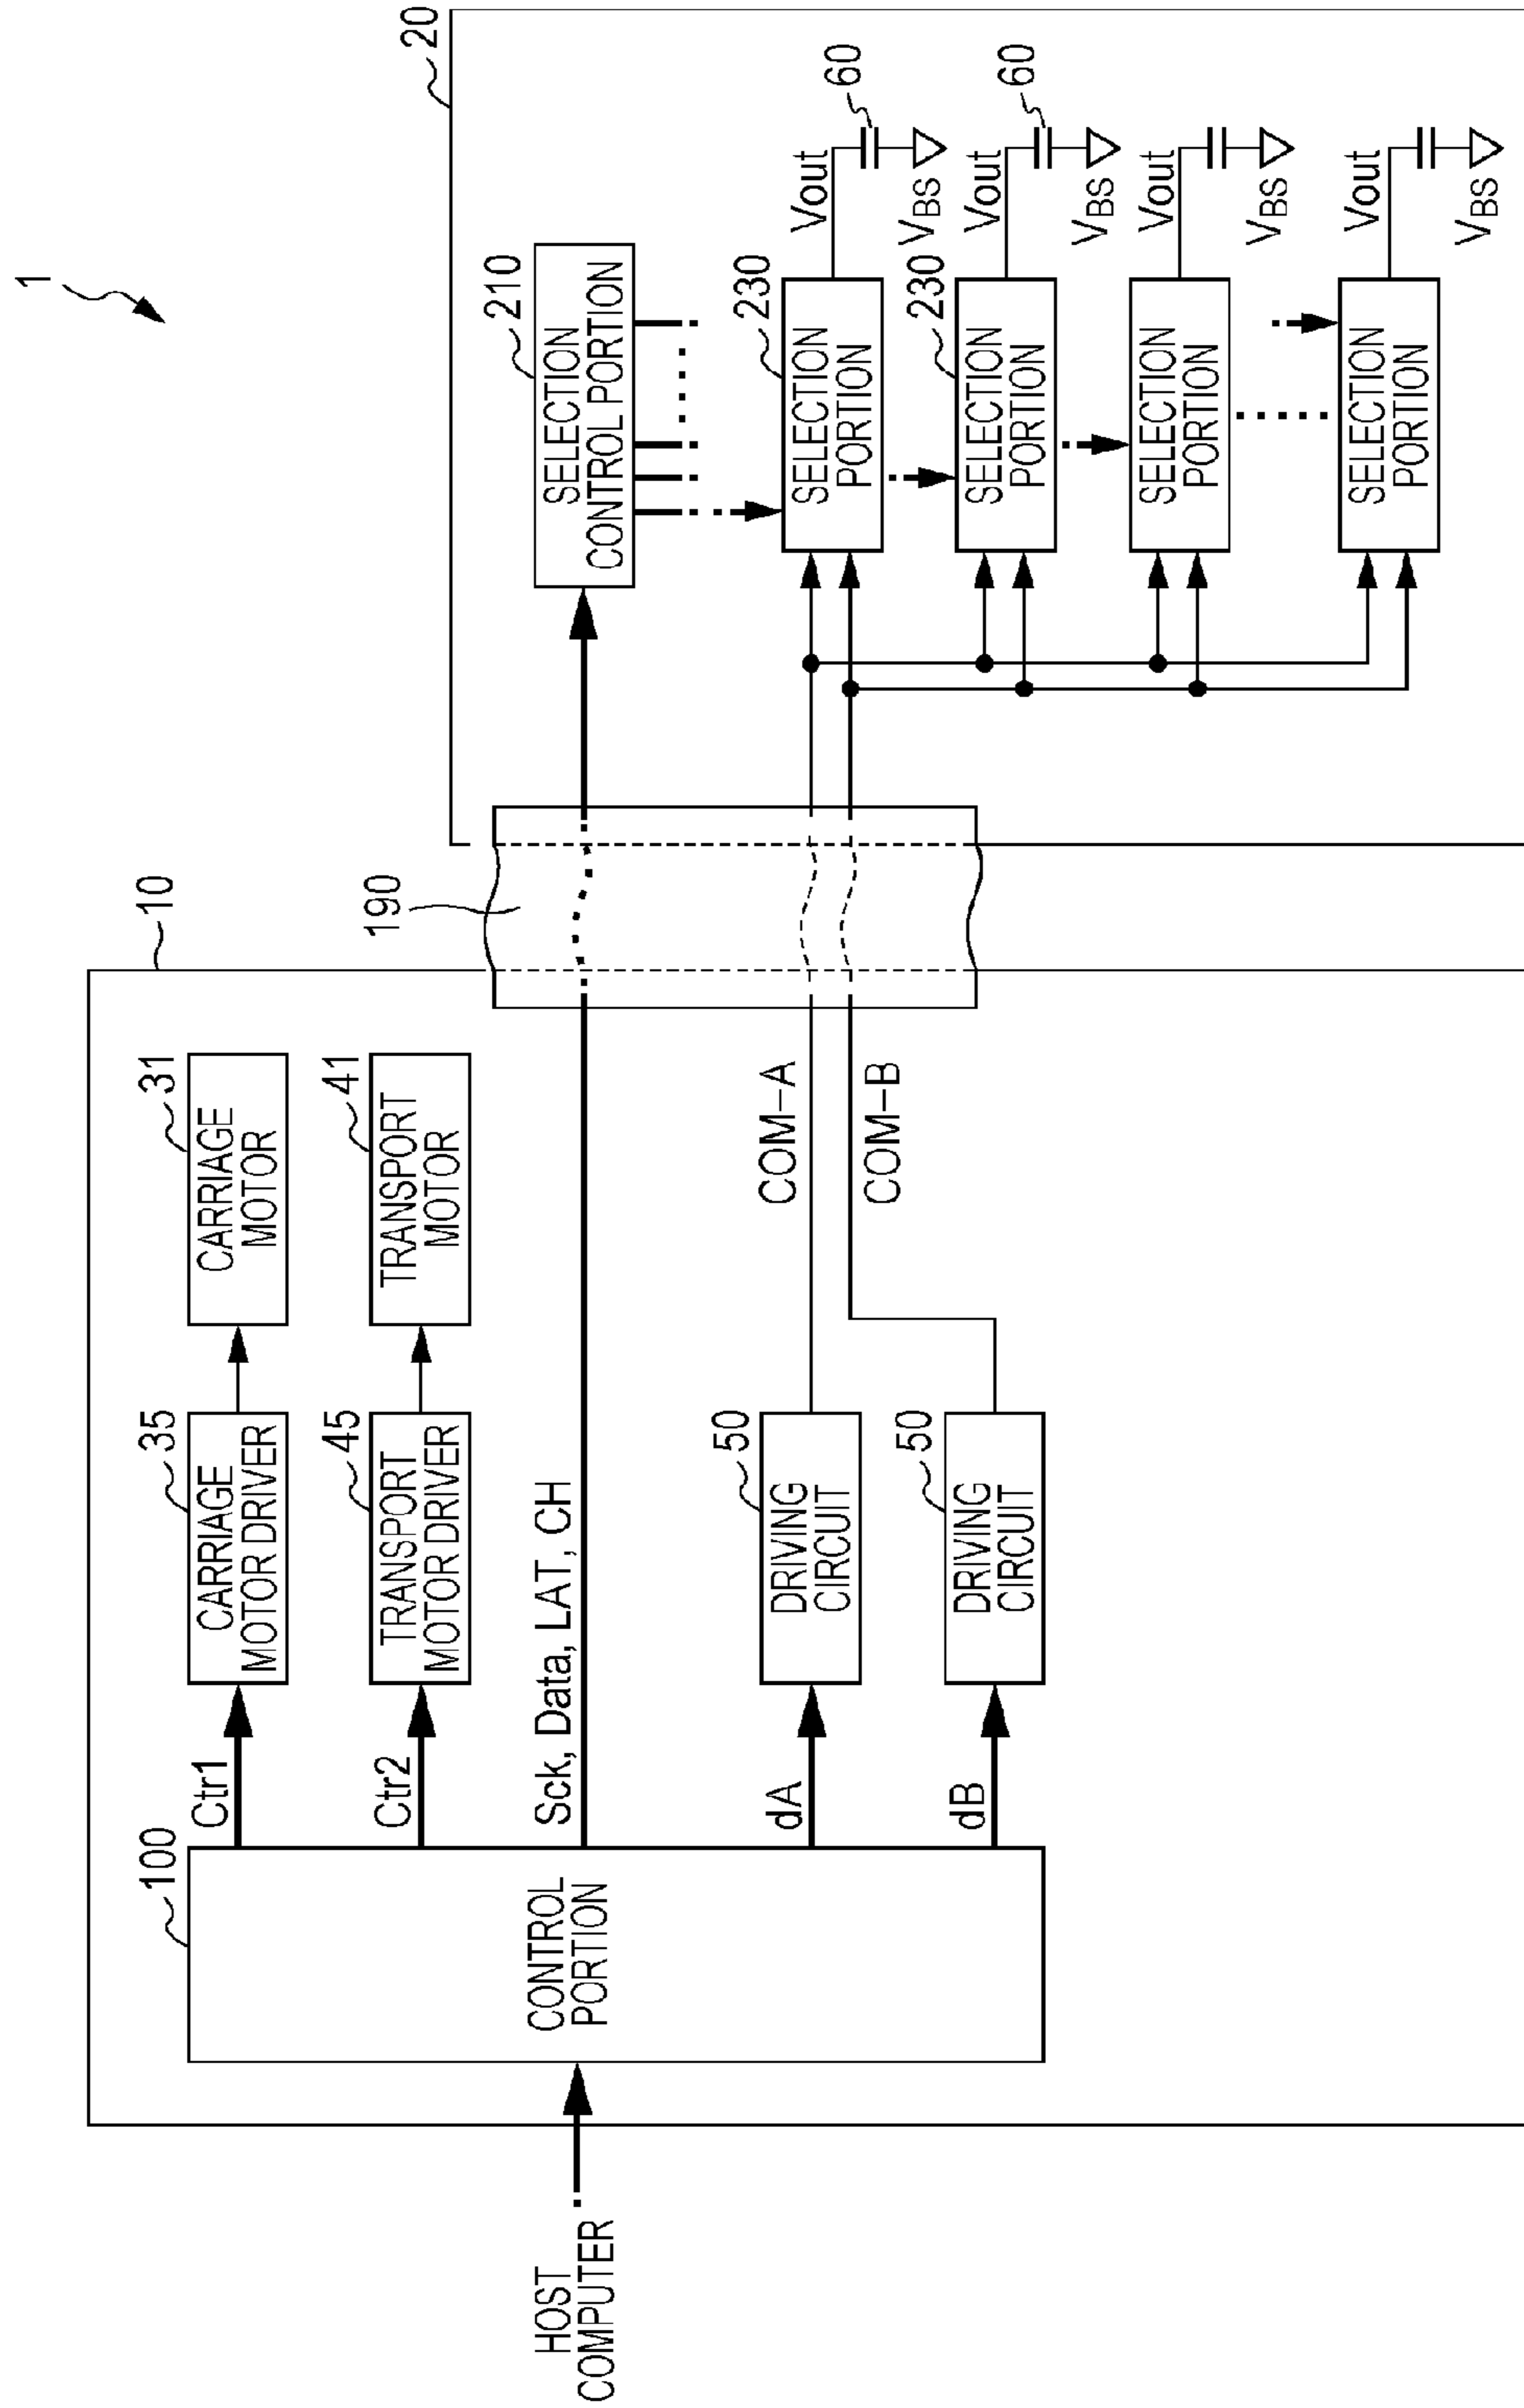 1
10
20
HOST
COMPUTER
100
CONTROL
PORTION
Ctr1
35
CARRIAGE
MOTOR DRIVER
31
CARRIAGE
MOTOR
Ctr2
45
TRANSPORT
MOTOR DRIVER
41
TRANSPORT
MOTOR
190
Sck, Data, LAT, CH
210
SELECTION
CONTROL PORTION
dA
50
DRIVING
CIRCUIT
COM-A
dB
50
DRIVING
CIRCUIT
COM-B
230
SELECTION
PORTION
Vout
60
VBS
230
SELECTION
PORTION
Vout
60
VBS
SELECTION
PORTION
Vout
VBS
SELECTION
PORTION
Vout
VBS